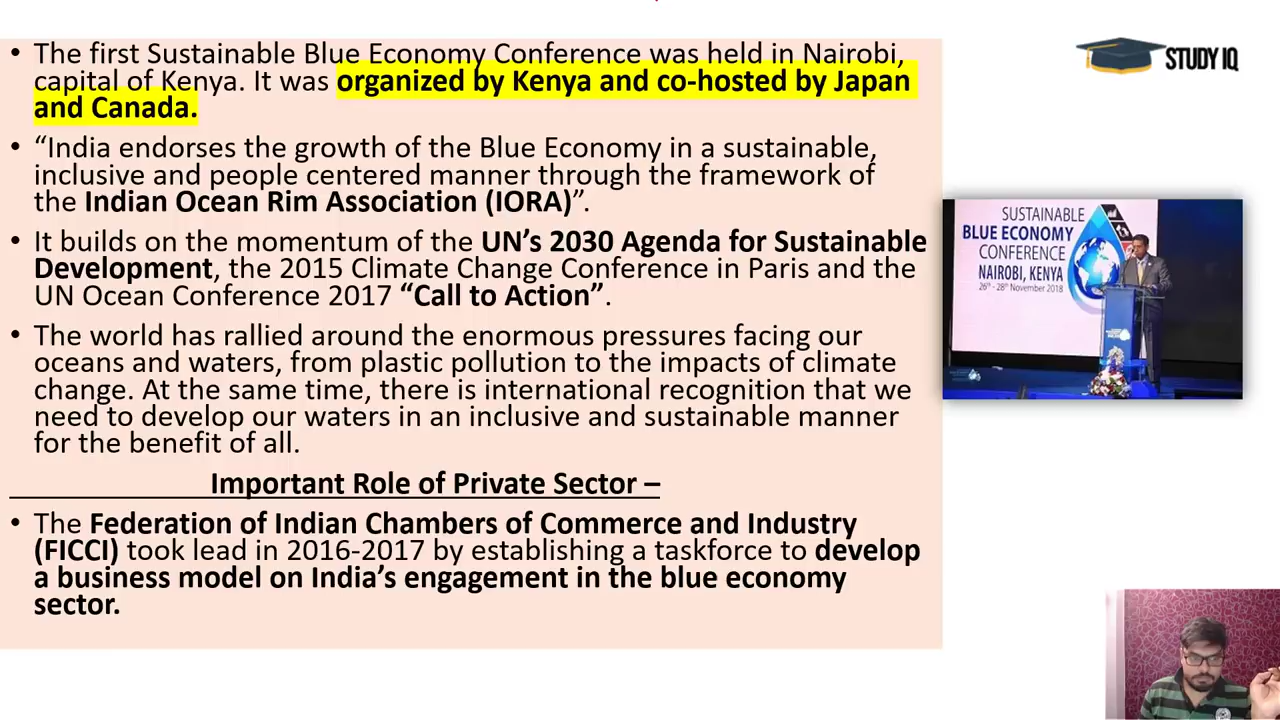 • The first Sustainable Blue Economy Conference was held in Nairobi,
capital of Kenya. It was organized by Kenya and co-hosted by Japan
and Canada.
• “India endorses the growth of the Blue Economy in a sustainable,
inclusive and people centered manner through the framework of
the Indian Ocean Rim Association (IORA)”.
• It builds on the momentum of the UN’s 2030 Agenda for Sustainable
Development, the 2015 Climate Change Conference in Paris and the
UN Ocean Conference 2017 “Call to Action”.
• The world has rallied around the enormous pressures facing our
oceans and waters, from plastic pollution to the impacts of climate
change. At the same time, there is international recognition that we
need to develop our waters in an inclusive and sustainable manner
for the benefit of all.
Important Role of Private Sector –
• The Federation of Indian Chambers of Commerce and Industry
(FICCI) took lead in 2016-2017 by establishing a taskforce to develop
a business model on India’s engagement in the blue economy
sector.
STUDY IQ
SUSTAINABLE
BLUE ECONOMY
CONFERENCE
NAIROBI, KENYA
26th - 28th November 2018